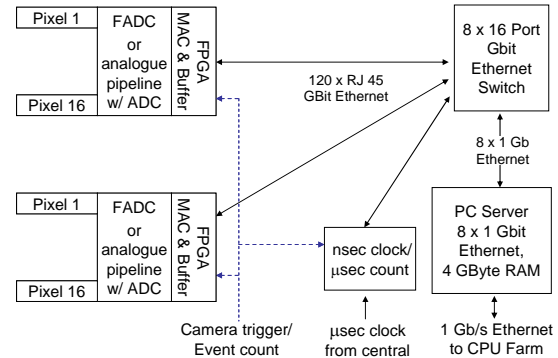 Pixel 1
FADC
or
analogue
pipeline
w/ ADC
FPGA
MAC & Buffer
Pixel 16
8 x 16 Port
Gbit
Ethernet
Switch
120 x RJ 45
GBit Ethernet
8 x 1 Gb
Ethernet
Pixel 1
FADC
or
analogue
pipeline
w/ ADC
FPGA
MAC & Buffer
Pixel 16
nsec clock/
μsec count
PC Server
8 x 1 Gbit
Ethernet,
4 GByte RAM
Camera trigger/
Event count
μsec clock
from central
1 Gb/s Ethernet
to CPU Farm